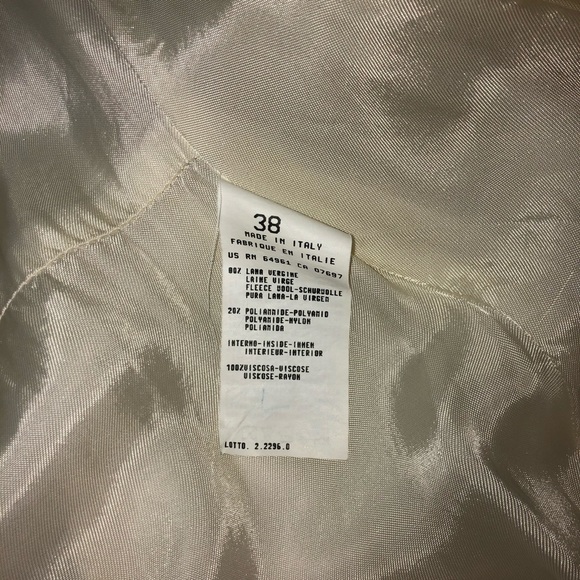 38
MADE IN ITALY
FABRIQUE EN ITALIE
US RN 64961 CA 07697
80% LANA VERGINE
LAINE VIRGE
FLEECE WOOL-SCHURWOLLE
PURA LANA-LA VIRGEN
20% POLIAMMIDE-POLYAMID
POLYAMIDE-NYLON
POLIAMIDA
INTERNO-INSIDE-INNEN
INTERIEUR-INTERIOR
100%VISCOSA-VISCOSE
VISCOSE-RAYON
LOTTO. 2.2296.0